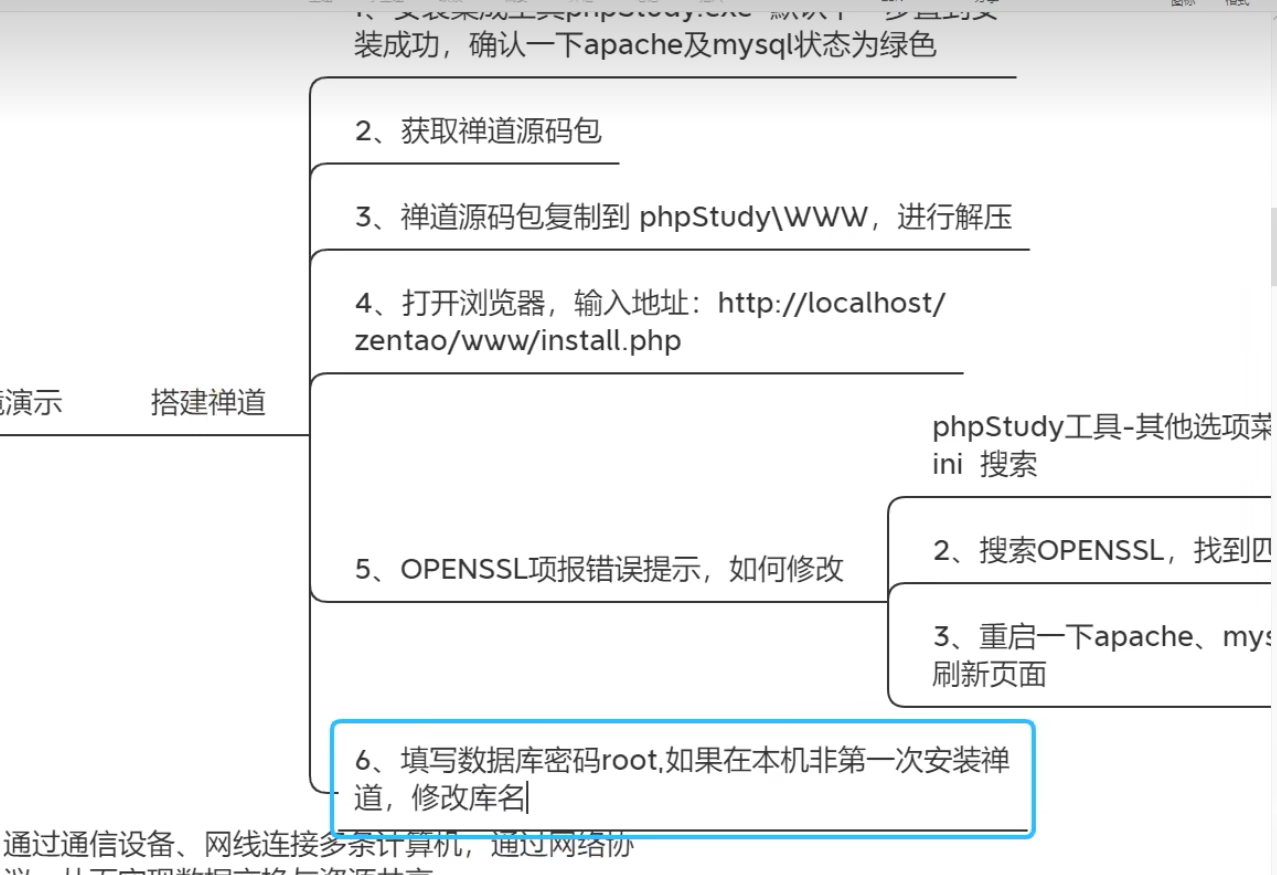 装成功，确认一下apache及mysql状态为绿色
2、获取禅道源码包
3、禅道源码包复制到 phpStudy\WWW，进行解压
4、打开浏览器，输入地址：http://localhost/
zentao/www/install.php
演示
搭建禅道
phpStudy工具-其他选项菜
ini 搜索
2、搜索OPENSSL，找到匹
5、OPENSSL项报错误提示，如何修改
3、重启一下apache、mys
刷新页面
6、填写数据库密码root,如果在本机非第一次安装禅
道，修改库名
通过通信设备、网线连接多条计算机，通过网络协